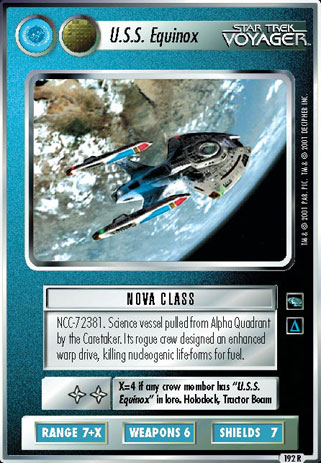 U.S.S. Equinox
STAR TREK
VOYAGER™
TM & © 2001 PAR. PIC. TM & © 2001 DECIPHER INC.
NOVA CLASS
NCC-72381. Science vessel pulled from Alpha Quadrant
by the Caretaker. Its rogue crew designed an enhanced
warp drive, killing nudeogenic life-forms for fuel.
X=4 if any crew member has "U.S.S.
Equinox" in lore. Holodeck, Tractor Beam
RANGE 7+X WEAPONS 6 SHIELDS 7
192 R